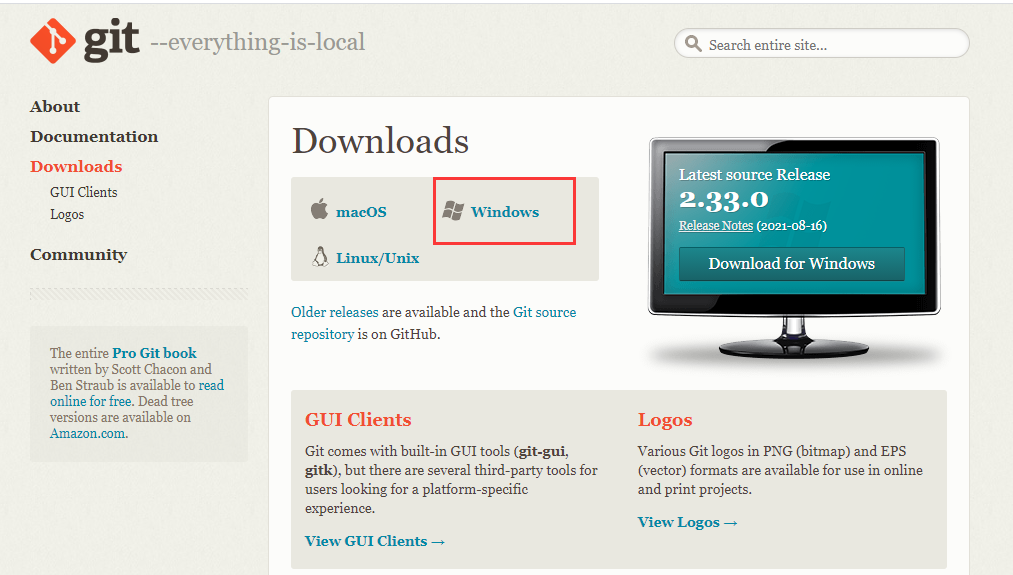 git --everything-is-local
Search entire site...
About
Documentation
Downloads
GUI Clients
Logos
Community
The entire Pro Git book
written by Scott Chacon and
Ben Straub is available to read
online for free. Dead tree
versions are available on
Amazon.com.
Downloads
macOS
Windows
Linux/Unix
Older releases are available and the Git source
repository is on GitHub.
Latest source Release
2.33.0
Release Notes (2021-08-16)
Download for Windows
GUI Clients
Git comes with built-in GUI tools (git-gui,
gitk), but there are several third-party tools for
users looking for a platform-specific
experience.
View GUI Clients →
Logos
Various Git logos in PNG (bitmap) and EPS
(vector) formats are available for use in online
and print projects.
View Logos →